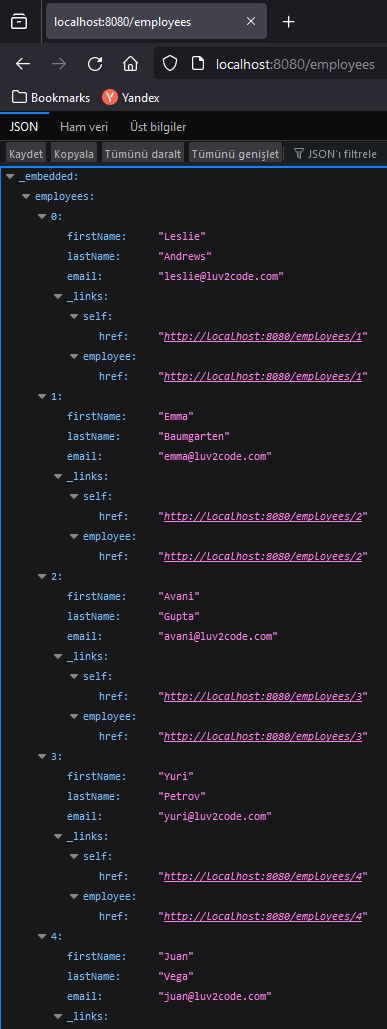 localhost:8080/employees
localhost:8080/employees
Bookmarks Yandex
JSON Ham veri Üst bilgiler
Kaydet Kopyala Tümünü daralt Tümünü genişlet JSON'ı filtrele
_embedded:
employees:
0:
firstName: "Leslie"
lastName: "Andrews"
email: "leslie@luv2code.com"
_links:
self:
href: "http://localhost:8080/employees/1"
employee:
href: "http://localhost:8080/employees/1"
1:
firstName: "Emma"
lastName: "Baumgarten"
email: "emma@luv2code.com"
_links:
self:
href: "http://localhost:8080/employees/2"
employee:
href: "http://localhost:8080/employees/2"
2:
firstName: "Avani"
lastName: "Gupta"
email: "avani@luv2code.com"
_links:
self:
href: "http://localhost:8080/employees/3"
employee:
href: "http://localhost:8080/employees/3"
3:
firstName: "Yuri"
lastName: "Petrov"
email: "yuri@luv2code.com"
_links:
self:
href: "http://localhost:8080/employees/4"
employee:
href: "http://localhost:8080/employees/4"
4:
firstName: "Juan"
lastName: "Vega"
email: "juan@luv2code.com"
_links: